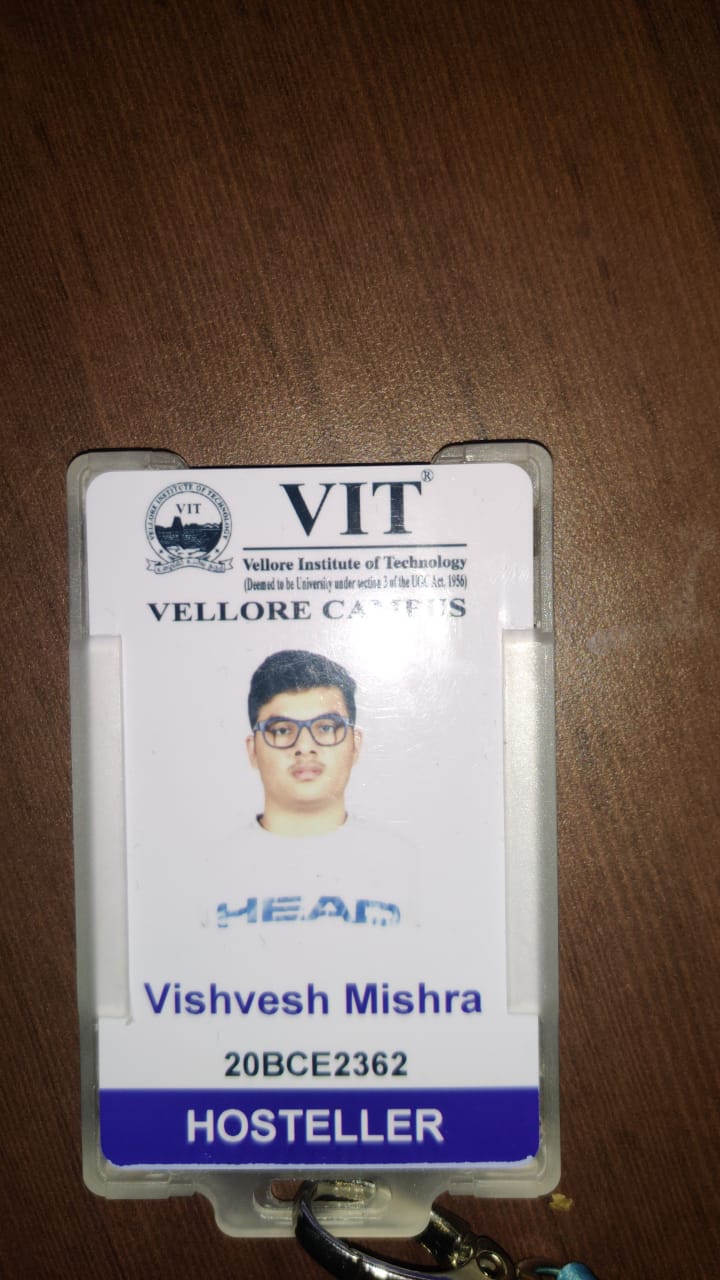 VELLORE INSTITUTE OF TECHNOLOGY
VIT
VIT®
Vellore Institute of Technology
(Deemed to be University under section 3 of the UGC Act, 1956)
VELLORE CAMPUS
HEAD
Vishvesh Mishra
20BCE2362
HOSTELLER